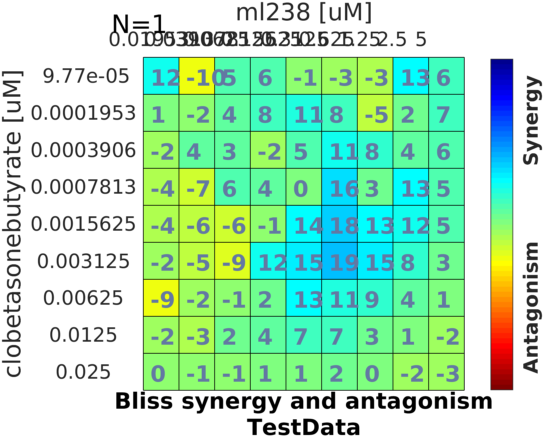 ml238 [uM]
N=1
2.5 5
9.77e-05 12 -10 5 6 -1 -3 -3 13 6
0.0001953 1 -2 4 8 11 8 -5 2 7
0.0003906 -2 4 3 -2 5 11 8 4 6
0.0007813 -4 -7 6 4 0 16 3 13 5
0.0015625 -4 -6 -6 -1 14 18 13 12 5
0.003125 -2 -5 -9 12 15 19 15 8 3
0.00625 -9 -2 -1 2 13 11 9 4 1
0.0125 -2 -3 2 4 7 7 3 1 -2
0.025 0 -1 -1 1 1 2 0 -2 -3
clobetasonebutyrate [uM]
Synergy
Antagonism
Bliss synergy and antagonism
TestData